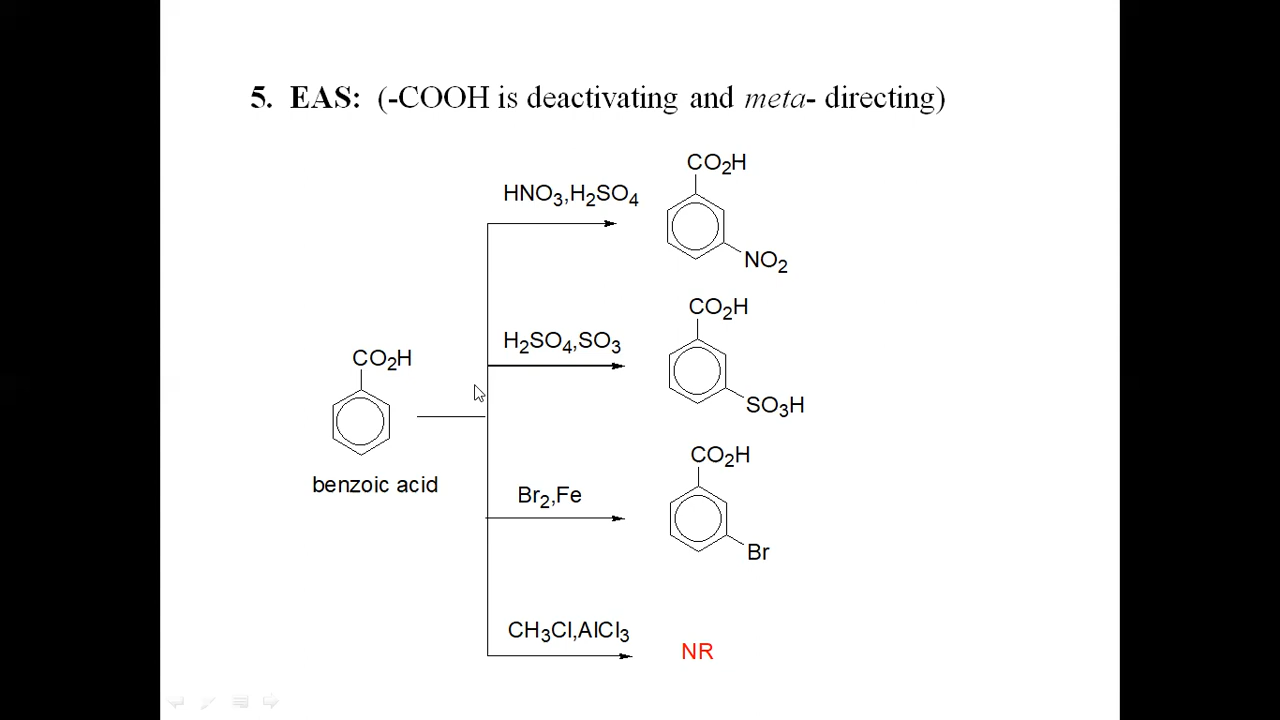 5. EAS: (-COOH is deactivating and meta- directing)
CO2H
HNO3,H2SO4
NO2
CO2H
H2SO4,SO3
CO2H
SO3H
CO2H
benzoic acid
Br2,Fe
Br
CH3Cl,AlCl3
NR